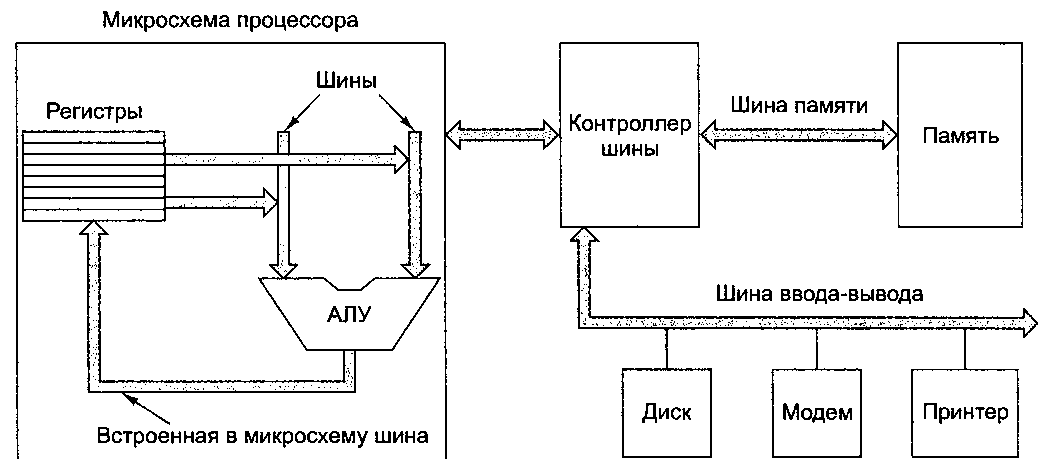 Микросхема процессора
Шины
Регистры
АЛУ
Встроенная в микросхему шина
Контроллер
шины
Шина памяти
Память
Шина ввода-вывода
Диск
Модем
Принтер